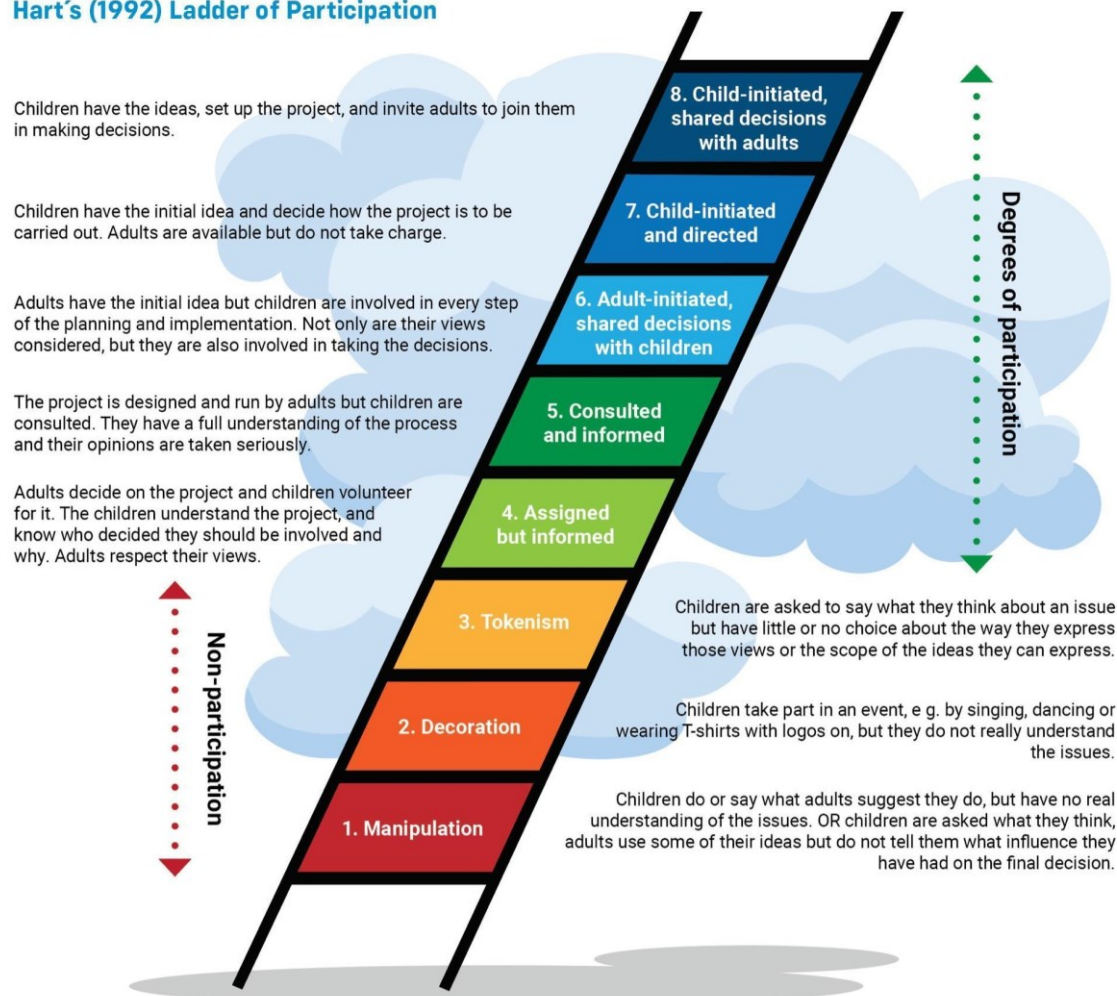 Hart´s (1992) Ladder of Participation
Children have the ideas, set up the project, and invite adults to join them
in making decisions.
8. Child-initiated,
shared decisions
with adults
Children have the initial idea and decide how the project is to be
carried out. Adults are available but do not take charge.
7. Child-initiated
and directed
Adults have the initial idea but children are involved in every step
of the planning and implementation. Not only are their views
considered, but they are also involved in taking the decisions.
6. Adult-initiated,
shared decisions
with children
The project is designed and run by adults but children are
consulted. They have a full understanding of the process
and their opinions are taken seriously.
5. Consulted
and informed
Adults decide on the project and children volunteer
for it. The children understand the project, and
know who decided they should be involved and
why. Adults respect their views.
4. Assigned
but informed
Degrees of participation
3. Tokenism
Children are asked to say what they think about an issue
but have little or no choice about the way they express
those views or the scope of the ideas they can express.
2. Decoration
Children take part in an event, e g. by singing, dancing or
wearing T-shirts with logos on, but they do not really understand
the issues.
1. Manipulation
Children do or say what adults suggest they do, but have no real
understanding of the issues. OR children are asked what they think,
adults use some of their ideas but do not tell them what influence they
have had on the final decision.
Non-participation